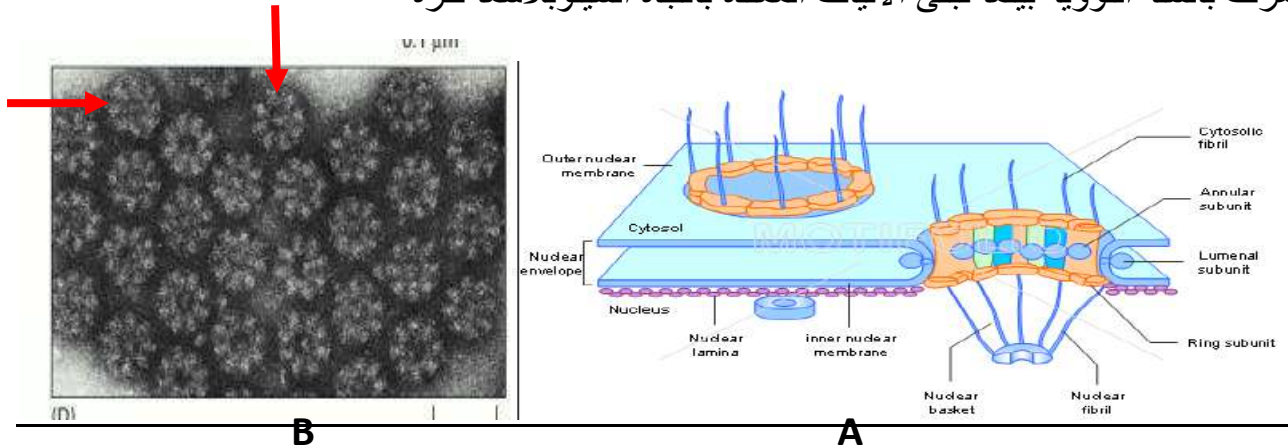 0.1 µm
Outer nuclear
membrane
Cytosol
Nuclear
envelope
Nucleus
Nuclear
lamina
inner nuclear
membrane
Nuclear
basket
Nuclear
fibril
Cytosolic
fibril
Annular
subunit
Lumenal
subunit
Ring subunit
(D)
B
A